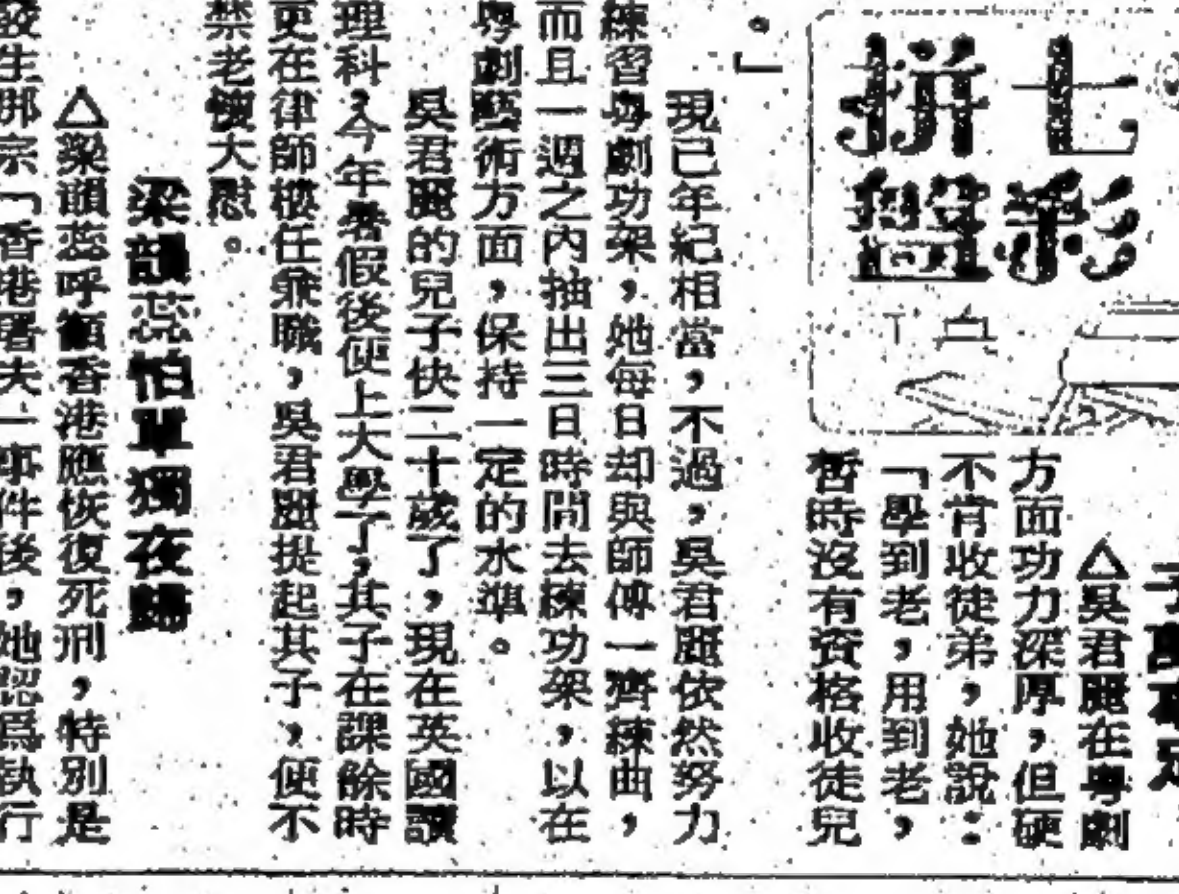 七彩
拼盤
△吳君麗在粵劇
方面功力深厚,但硬
不肯收徒弟,她說:
「學到老,用到老,
暫時沒有資格收徒兒
。」
現已年紀相當,不過,吳君麗依然努力
練習粵劇功架,她每日却與師傅一齊練曲,
而且一週之內抽出三日時間去練功架,以在
粵劇藝術方面,保持一定的水準。
吳君麗的兒子快二十歲了,現在英國讀
理科,今年暑假後便上大學了,其子在課餘時
更在律師樓任兼職,吳君麗提起其子,便不
禁老懷大慰。
梁韻蕊怕單獨夜歸
△梁韻蕊呼籲香港應恢復死刑,特別是
發生那宗「香港屠夫」事件後,她認爲執行